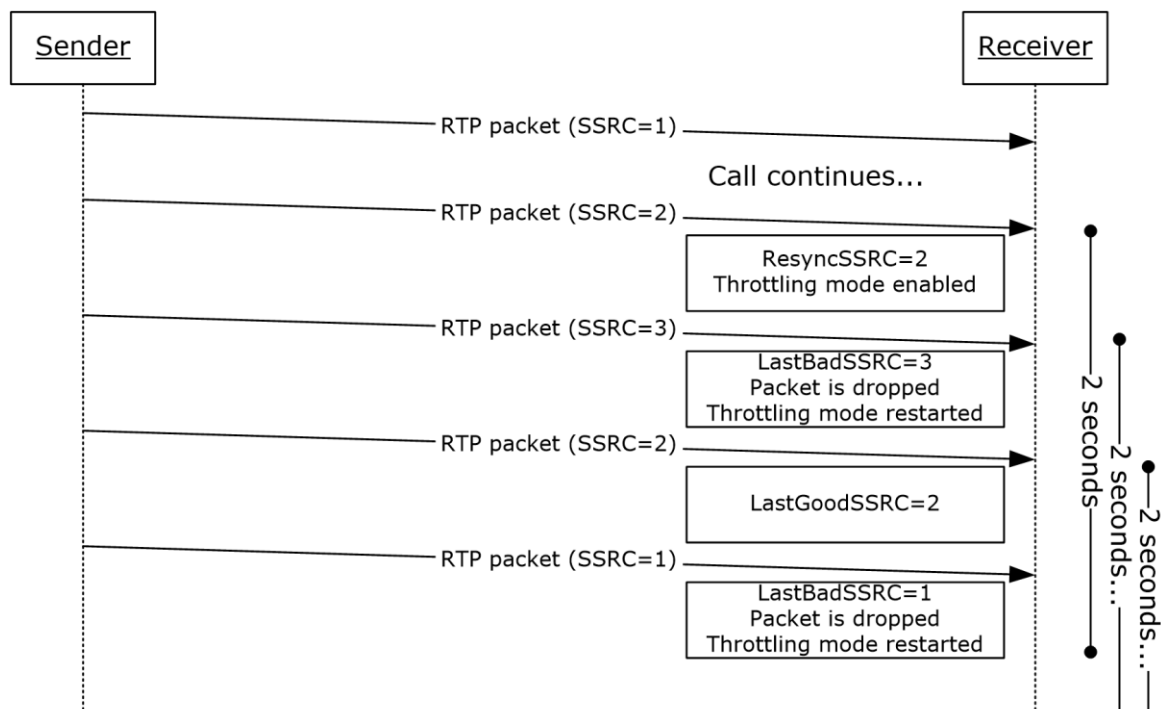 Sender
Receiver
RTP packet (SSRC=1)
Call continues...
RTP packet (SSRC=2)
ResyncSSRC=2
Throttling mode enabled
RTP packet (SSRC=3)
LastBadSSRC=3
Packet is dropped
Throttling mode restarted
RTP packet (SSRC=2)
LastGoodSSRC=2
RTP packet (SSRC=1)
LastBadSSRC=1
Packet is dropped
Throttling mode restarted
2 seconds
2 seconds...
2 seconds...